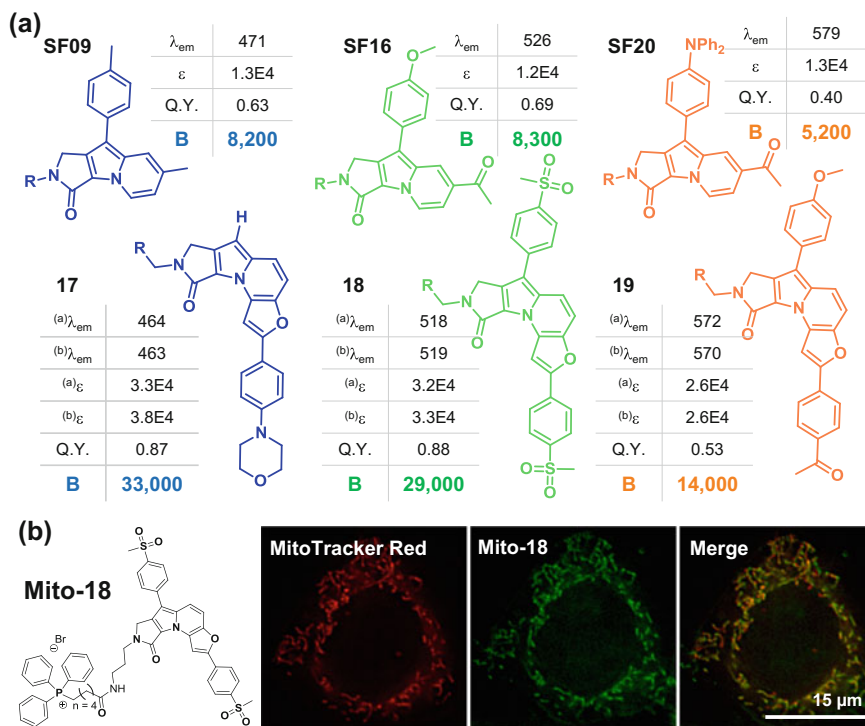 (a)
SF09
λem 471
ε 1.3E4
Q.Y. 0.63
B 8,200
R N O N
SF16
λem 526
ε 1.2E4
Q.Y. 0.69
B 8,300
O
R N O N O
SF20
λem 579
ε 1.3E4
Q.Y. 0.40
B 5,200
NPh2
R N O N O
17
(a)λem 464
(b)λem 463
(a)ε 3.3E4
(b)ε 3.8E4
Q.Y. 0.87
B 33,000
H
R N O N O
N
O
18
(a)λem 518
(b)λem 519
(a)ε 3.2E4
(b)ε 3.3E4
Q.Y. 0.88
B 29,000
O S O
R N O N O
O S O
19
(a)λem 572
(b)λem 570
(a)ε 2.6E4
(b)ε 2.6E4
Q.Y. 0.53
B 14,000
O
R N O N O
O
(b)
Mito-18
Br ⊖
P ⊕ n = 4 O NH
N O N O
O S O
O S O
MitoTracker Red
Mito-18
Merge
15 µm